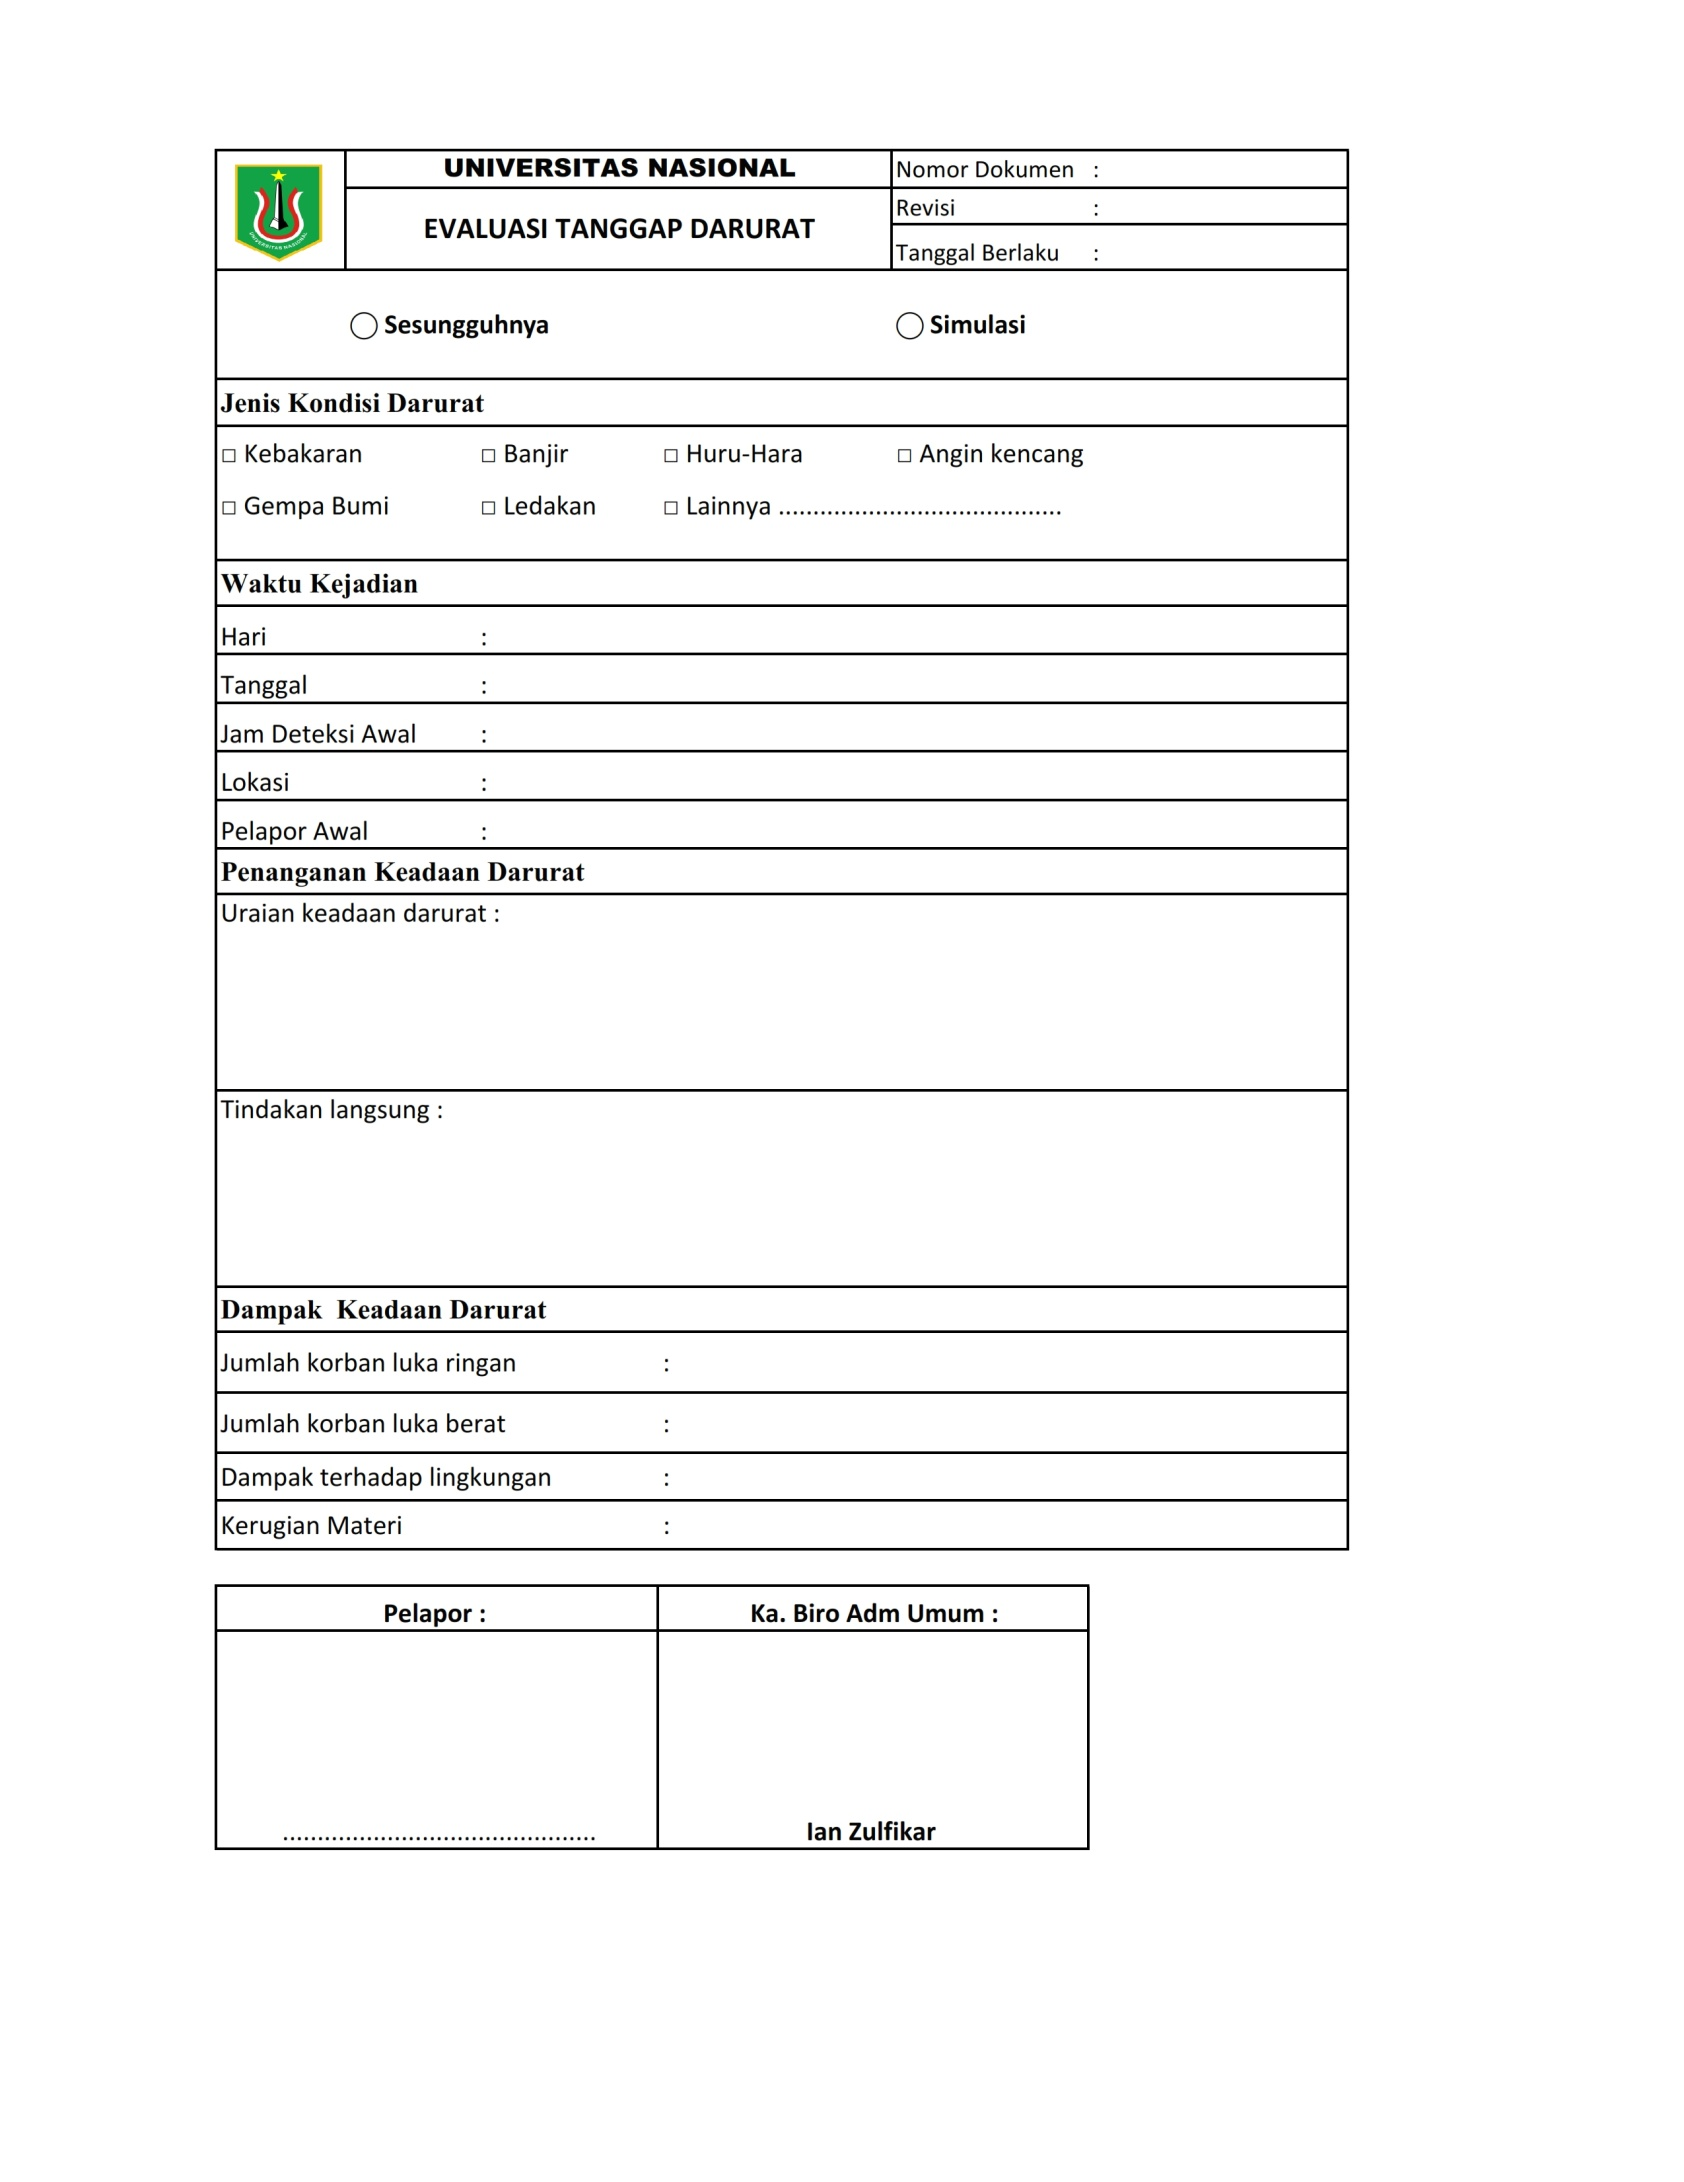 UNIVERSITAS NASIONAL
EVALUASI TANGGAP DARURAT
Nomor Dokumen :
Revisi :
Tanggal Berlaku :
UNIVERSITAS NASIONAL
◯ Sesungguhnya ◯ Simulasi
Jenis Kondisi Darurat
□ Kebakaran □ Banjir □ Huru-Hara □ Angin kencang
□ Gempa Bumi □ Ledakan □ Lainnya .........................................
Waktu Kejadian
Hari :
Tanggal :
Jam Deteksi Awal :
Lokasi :
Pelapor Awal :
Penanganan Keadaan Darurat
Uraian keadaan darurat :
Tindakan langsung :
Dampak  Keadaan Darurat
Jumlah korban luka ringan :
Jumlah korban luka berat :
Dampak terhadap lingkungan :
Kerugian Materi :
Pelapor : Ka. Biro Adm Umum :
............................................. Ian Zulfikar